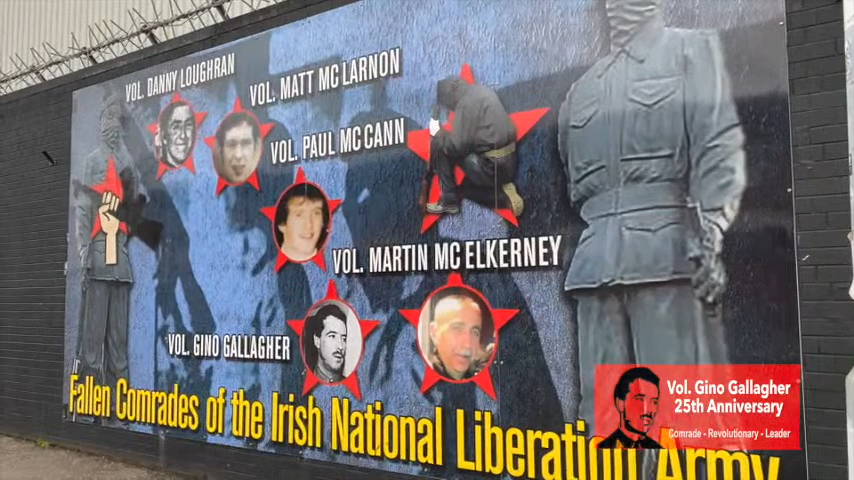 VOL. DANNY LOUGHRAN
VOL. MATT MC LARNON
VOL. PAUL MC CANN
VOL. MARTIN MC ELKERNEY
VOL. GINO GALLAGHER
Fallen Comrades of the Irish National Liberation Army
Vol. Gino Gallagher
25th Anniversary
Comrade - Revolutionary - Leader